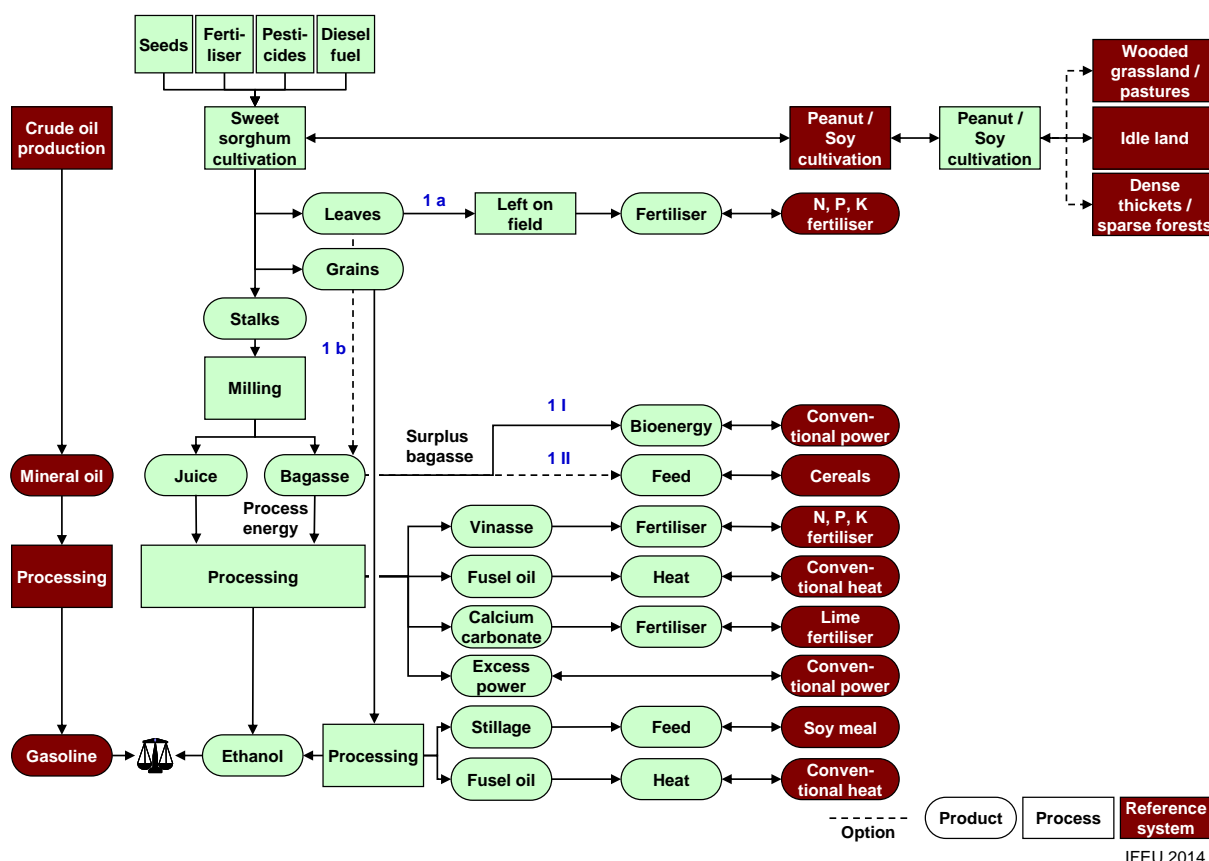 Seeds
Ferti-
liser
Pesti-
cides
Diesel
fuel
Wooded
grassland /
pastures
Crude oil
production
Sweet
sorghum
cultivation
Peanut /
Soy
cultivation
Peanut /
Soy
cultivation
Idle land
Leaves
1 a
Left on
field
Fertiliser
N, P, K
fertiliser
Dense
thickets /
sparse forests
Grains
Stalks
1 b
Milling
1 I
Surplus
bagasse
Bioenergy
Conven-
tional power
Mineral oil
Juice
Bagasse
1 II
Feed
Cereals
Process
energy
Vinasse
Fertiliser
N, P, K
fertiliser
Processing
Processing
Fusel oil
Heat
Conven-
tional heat
Calcium
carbonate
Fertiliser
Lime
fertiliser
Excess
power
Conven-
tional power
Gasoline
Ethanol
Processing
Stillage
Feed
Soy meal
Fusel oil
Heat
Conven-
tional heat
Option
Product
Process
Reference
system
IFEU 2014